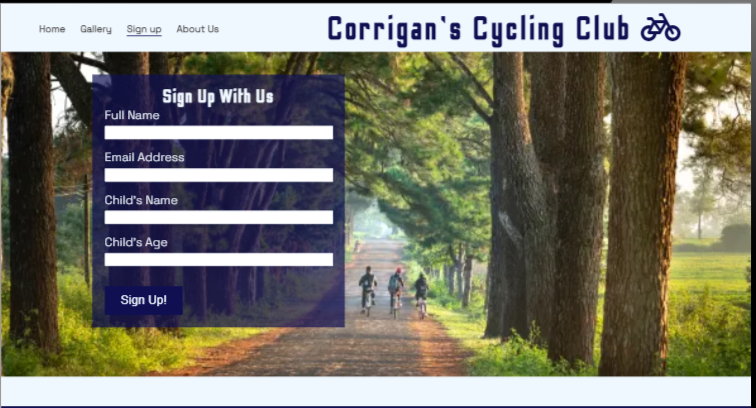 Home Gallery Sign up About Us
Corrigan's Cycling Club
Sign Up With Us
Full Name
Email Address
Child's Name
Child's Age
Sign Up!